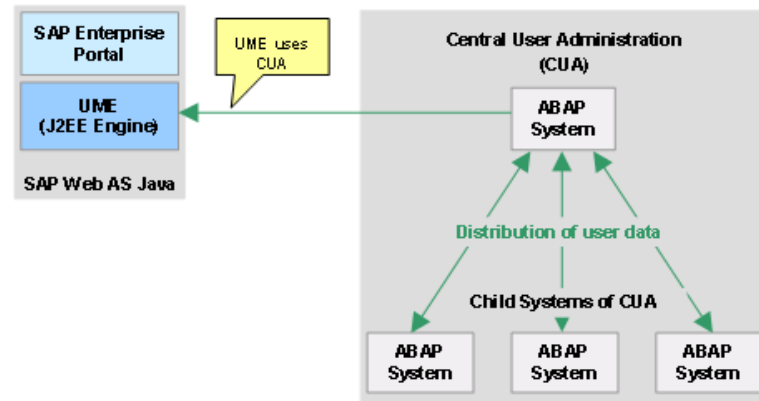 SAP Enterprise
Portal
UME
(J2EE Engine)
SAP Web AS Java
UME uses
CUA
Central User Administration
(CUA)
ABAP
System
Distribution of user data
Child Systems of CUA
ABAP
System
ABAP
System
ABAP
System